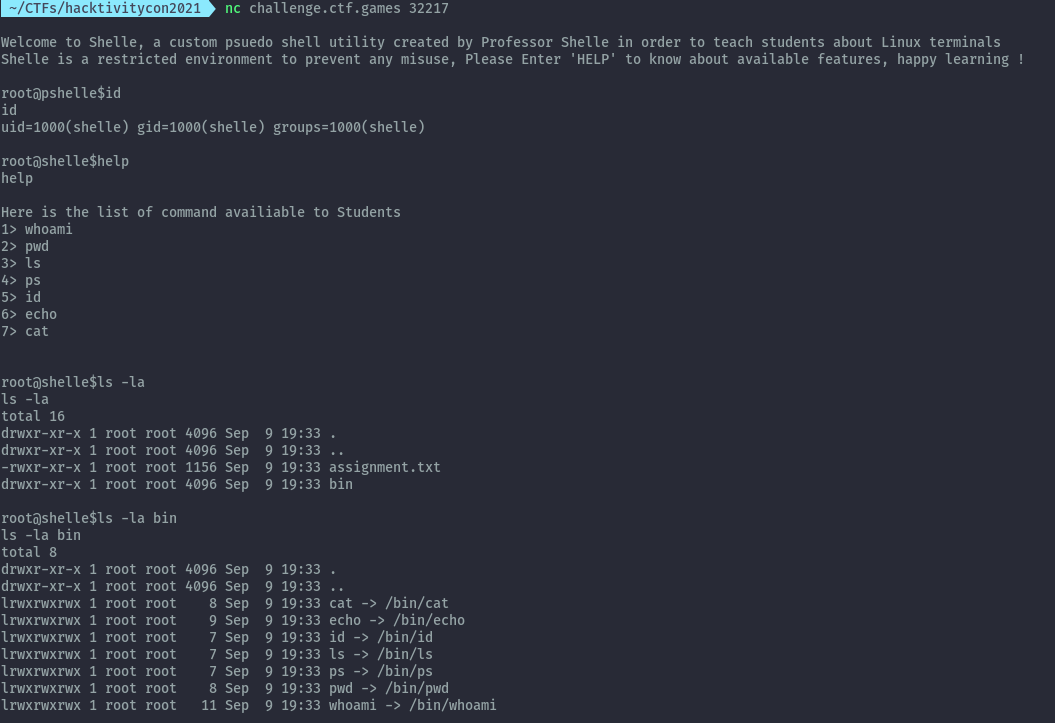 ~/CTFs/hacktivitycon2021 nc challenge.ctf.games 32217
Welcome to Shelle, a custom psuedo shell utility created by Professor Shelle in order to teach students about Linux terminals
Shelle is a restricted environment to prevent any misuse, Please Enter 'HELP' to know about available features, happy learning !
root@pshelle$id
id
uid=1000(shelle) gid=1000(shelle) groups=1000(shelle)
root@shelle$help
help
Here is the list of command availiable to Students
1> whoami
2> pwd
3> ls
4> ps
5> id
6> echo
7> cat
root@shelle$ls -la
ls -la
total 16
drwxr-xr-x 1 root root 4096 Sep  9 19:33 .
drwxr-xr-x 1 root root 4096 Sep  9 19:33 ..
-rwxr-xr-x 1 root root 1156 Sep  9 19:33 assignment.txt
drwxr-xr-x 1 root root 4096 Sep  9 19:33 bin
root@shelle$ls -la bin
ls -la bin
total 8
drwxr-xr-x 1 root root 4096 Sep  9 19:33 .
drwxr-xr-x 1 root root 4096 Sep  9 19:33 ..
lrwxrwxrwx 1 root root    8 Sep  9 19:33 cat -> /bin/cat
lrwxrwxrwx 1 root root    9 Sep  9 19:33 echo -> /bin/echo
lrwxrwxrwx 1 root root    7 Sep  9 19:33 id -> /bin/id
lrwxrwxrwx 1 root root    7 Sep  9 19:33 ls -> /bin/ls
lrwxrwxrwx 1 root root    7 Sep  9 19:33 ps -> /bin/ps
lrwxrwxrwx 1 root root    8 Sep  9 19:33 pwd -> /bin/pwd
lrwxrwxrwx 1 root root   11 Sep  9 19:33 whoami -> /bin/whoami